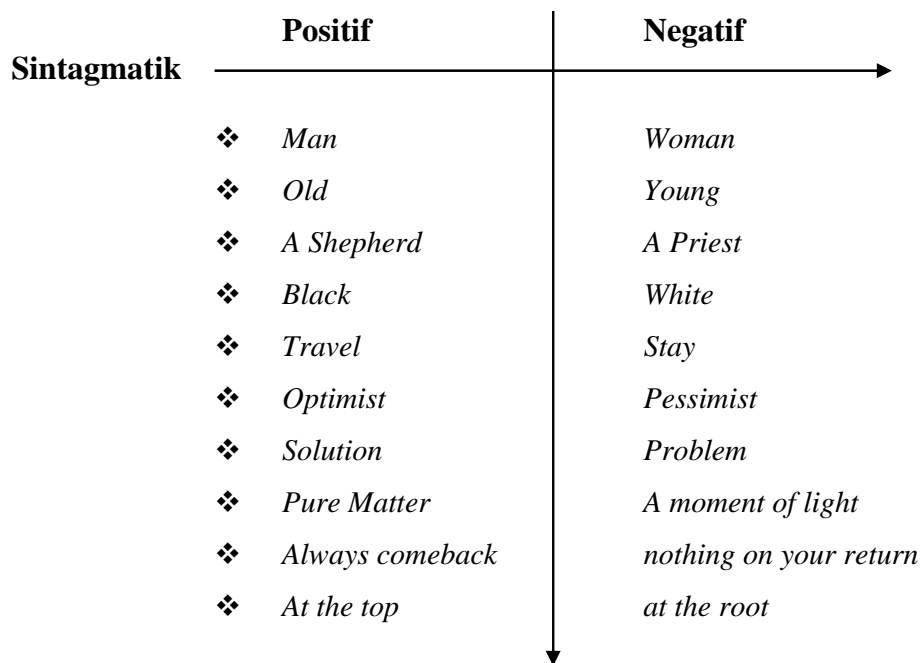 Positif Negatif
Sintagmatik
❖ Man Woman
❖ Old Young
❖ A Shepherd A Priest
❖ Black White
❖ Travel Stay
❖ Optimist Pessimist
❖ Solution Problem
❖ Pure Matter A moment of light
❖ Always comeback nothing on your return
❖ At the top at the root